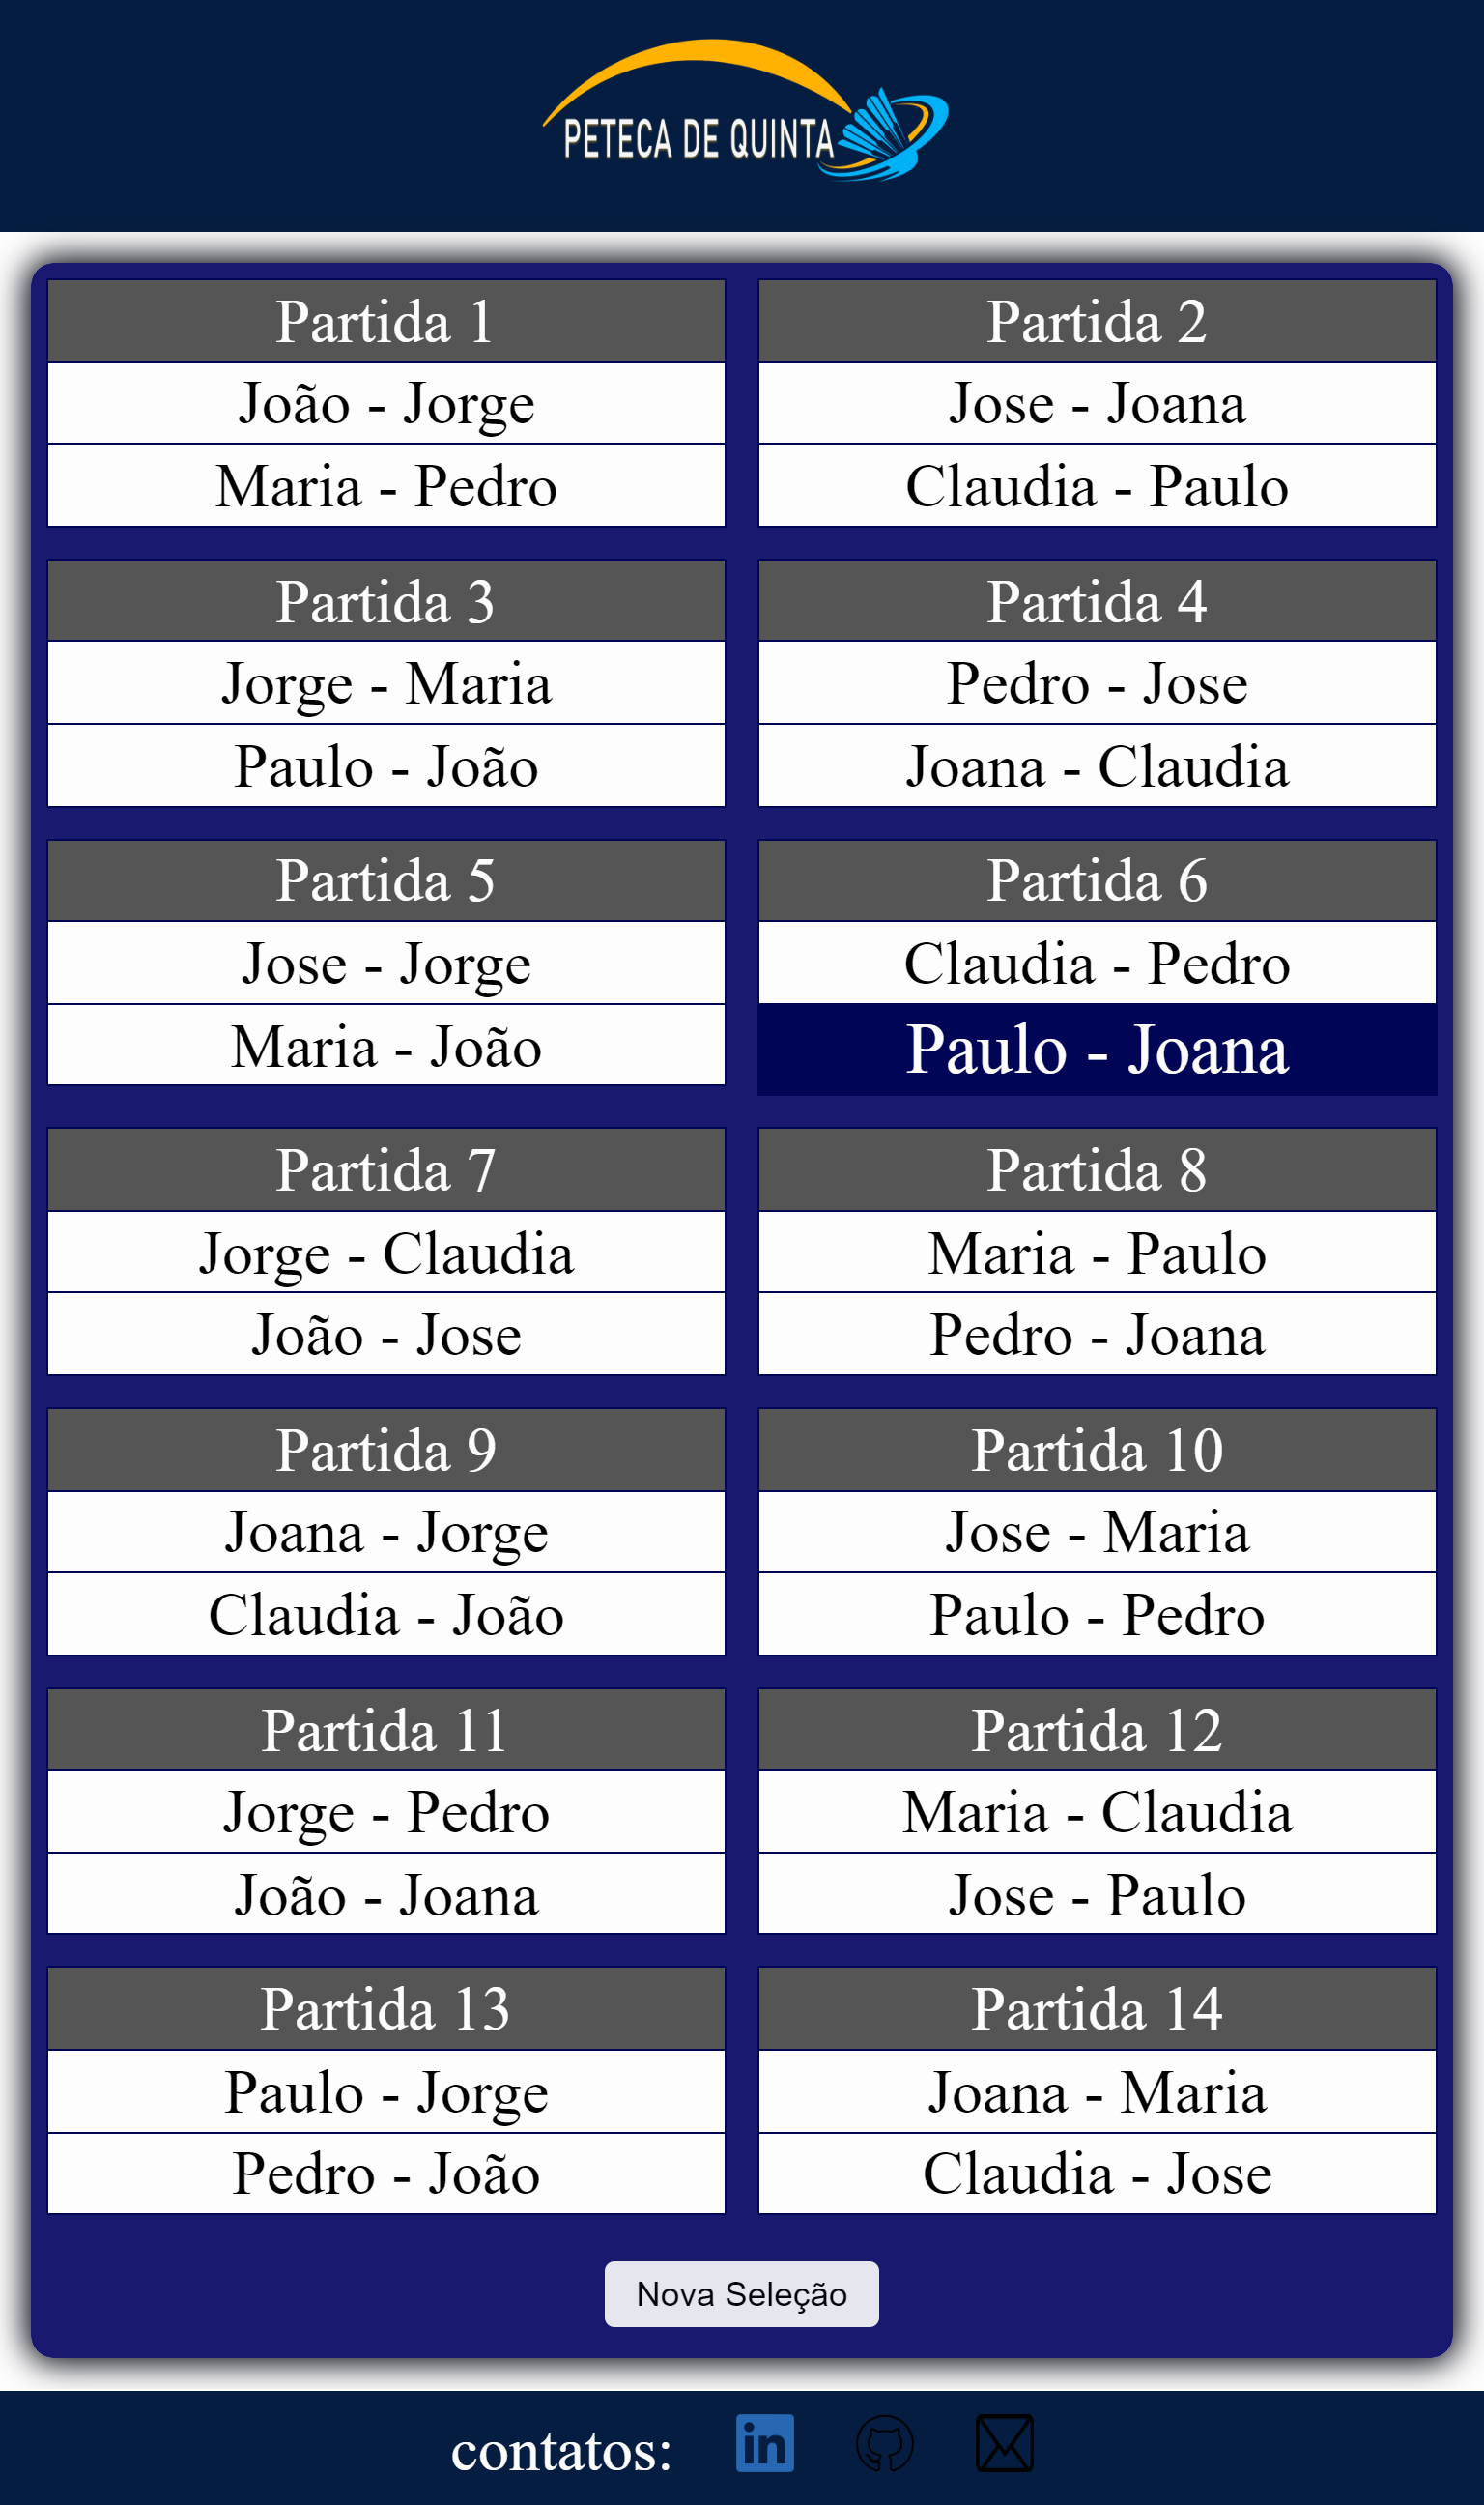 PETECA DE QUINTA
Partida 1
João - Jorge
Maria - Pedro
Partida 2
Jose - Joana
Claudia - Paulo
Partida 3
Jorge - Maria
Paulo - João
Partida 4
Pedro - Jose
Joana - Claudia
Partida 5
Jose - Jorge
Maria - João
Partida 6
Claudia - Pedro
Paulo - Joana
Partida 7
Jorge - Claudia
João - Jose
Partida 8
Maria - Paulo
Pedro - Joana
Partida 9
Joana - Jorge
Claudia - João
Partida 10
Jose - Maria
Paulo - Pedro
Partida 11
Jorge - Pedro
João - Joana
Partida 12
Maria - Claudia
Jose - Paulo
Partida 13
Paulo - Jorge
Pedro - João
Partida 14
Joana - Maria
Claudia - Jose
Nova Seleção
contatos:
in